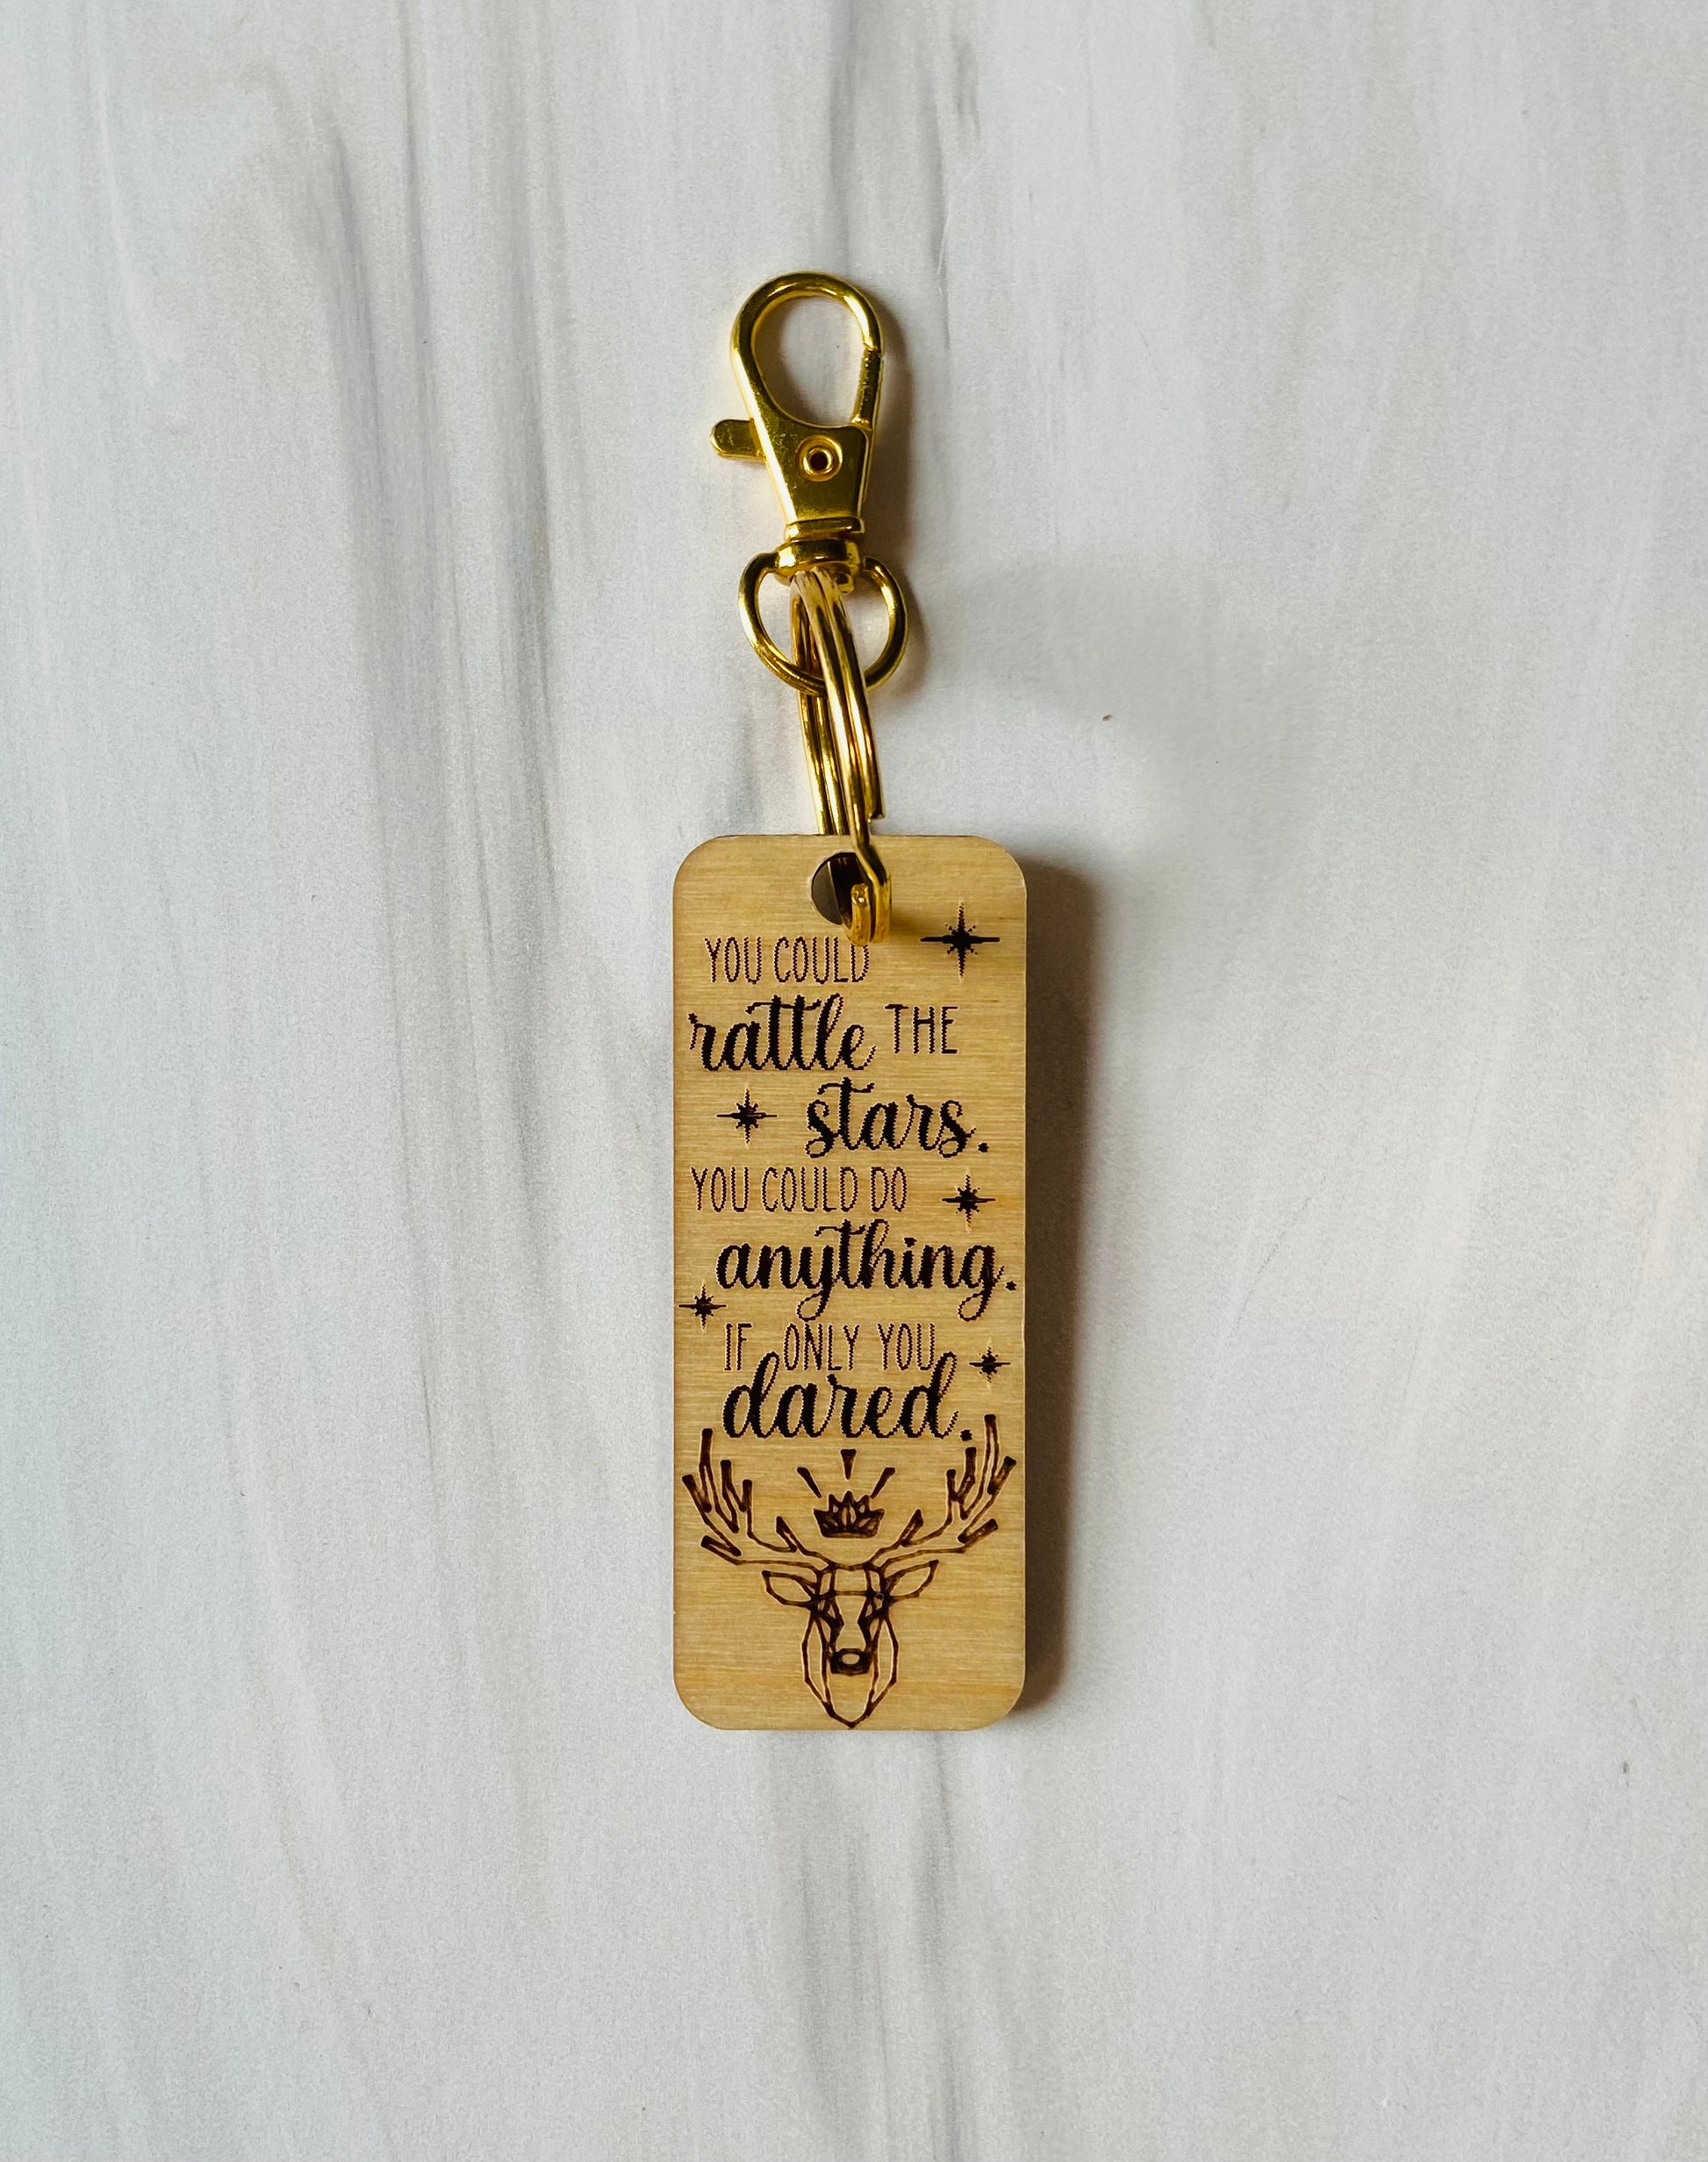 YOU COULD
rattle THE
stars.
YOU COULD DO
anything.
IF ONLY YOU
dared.